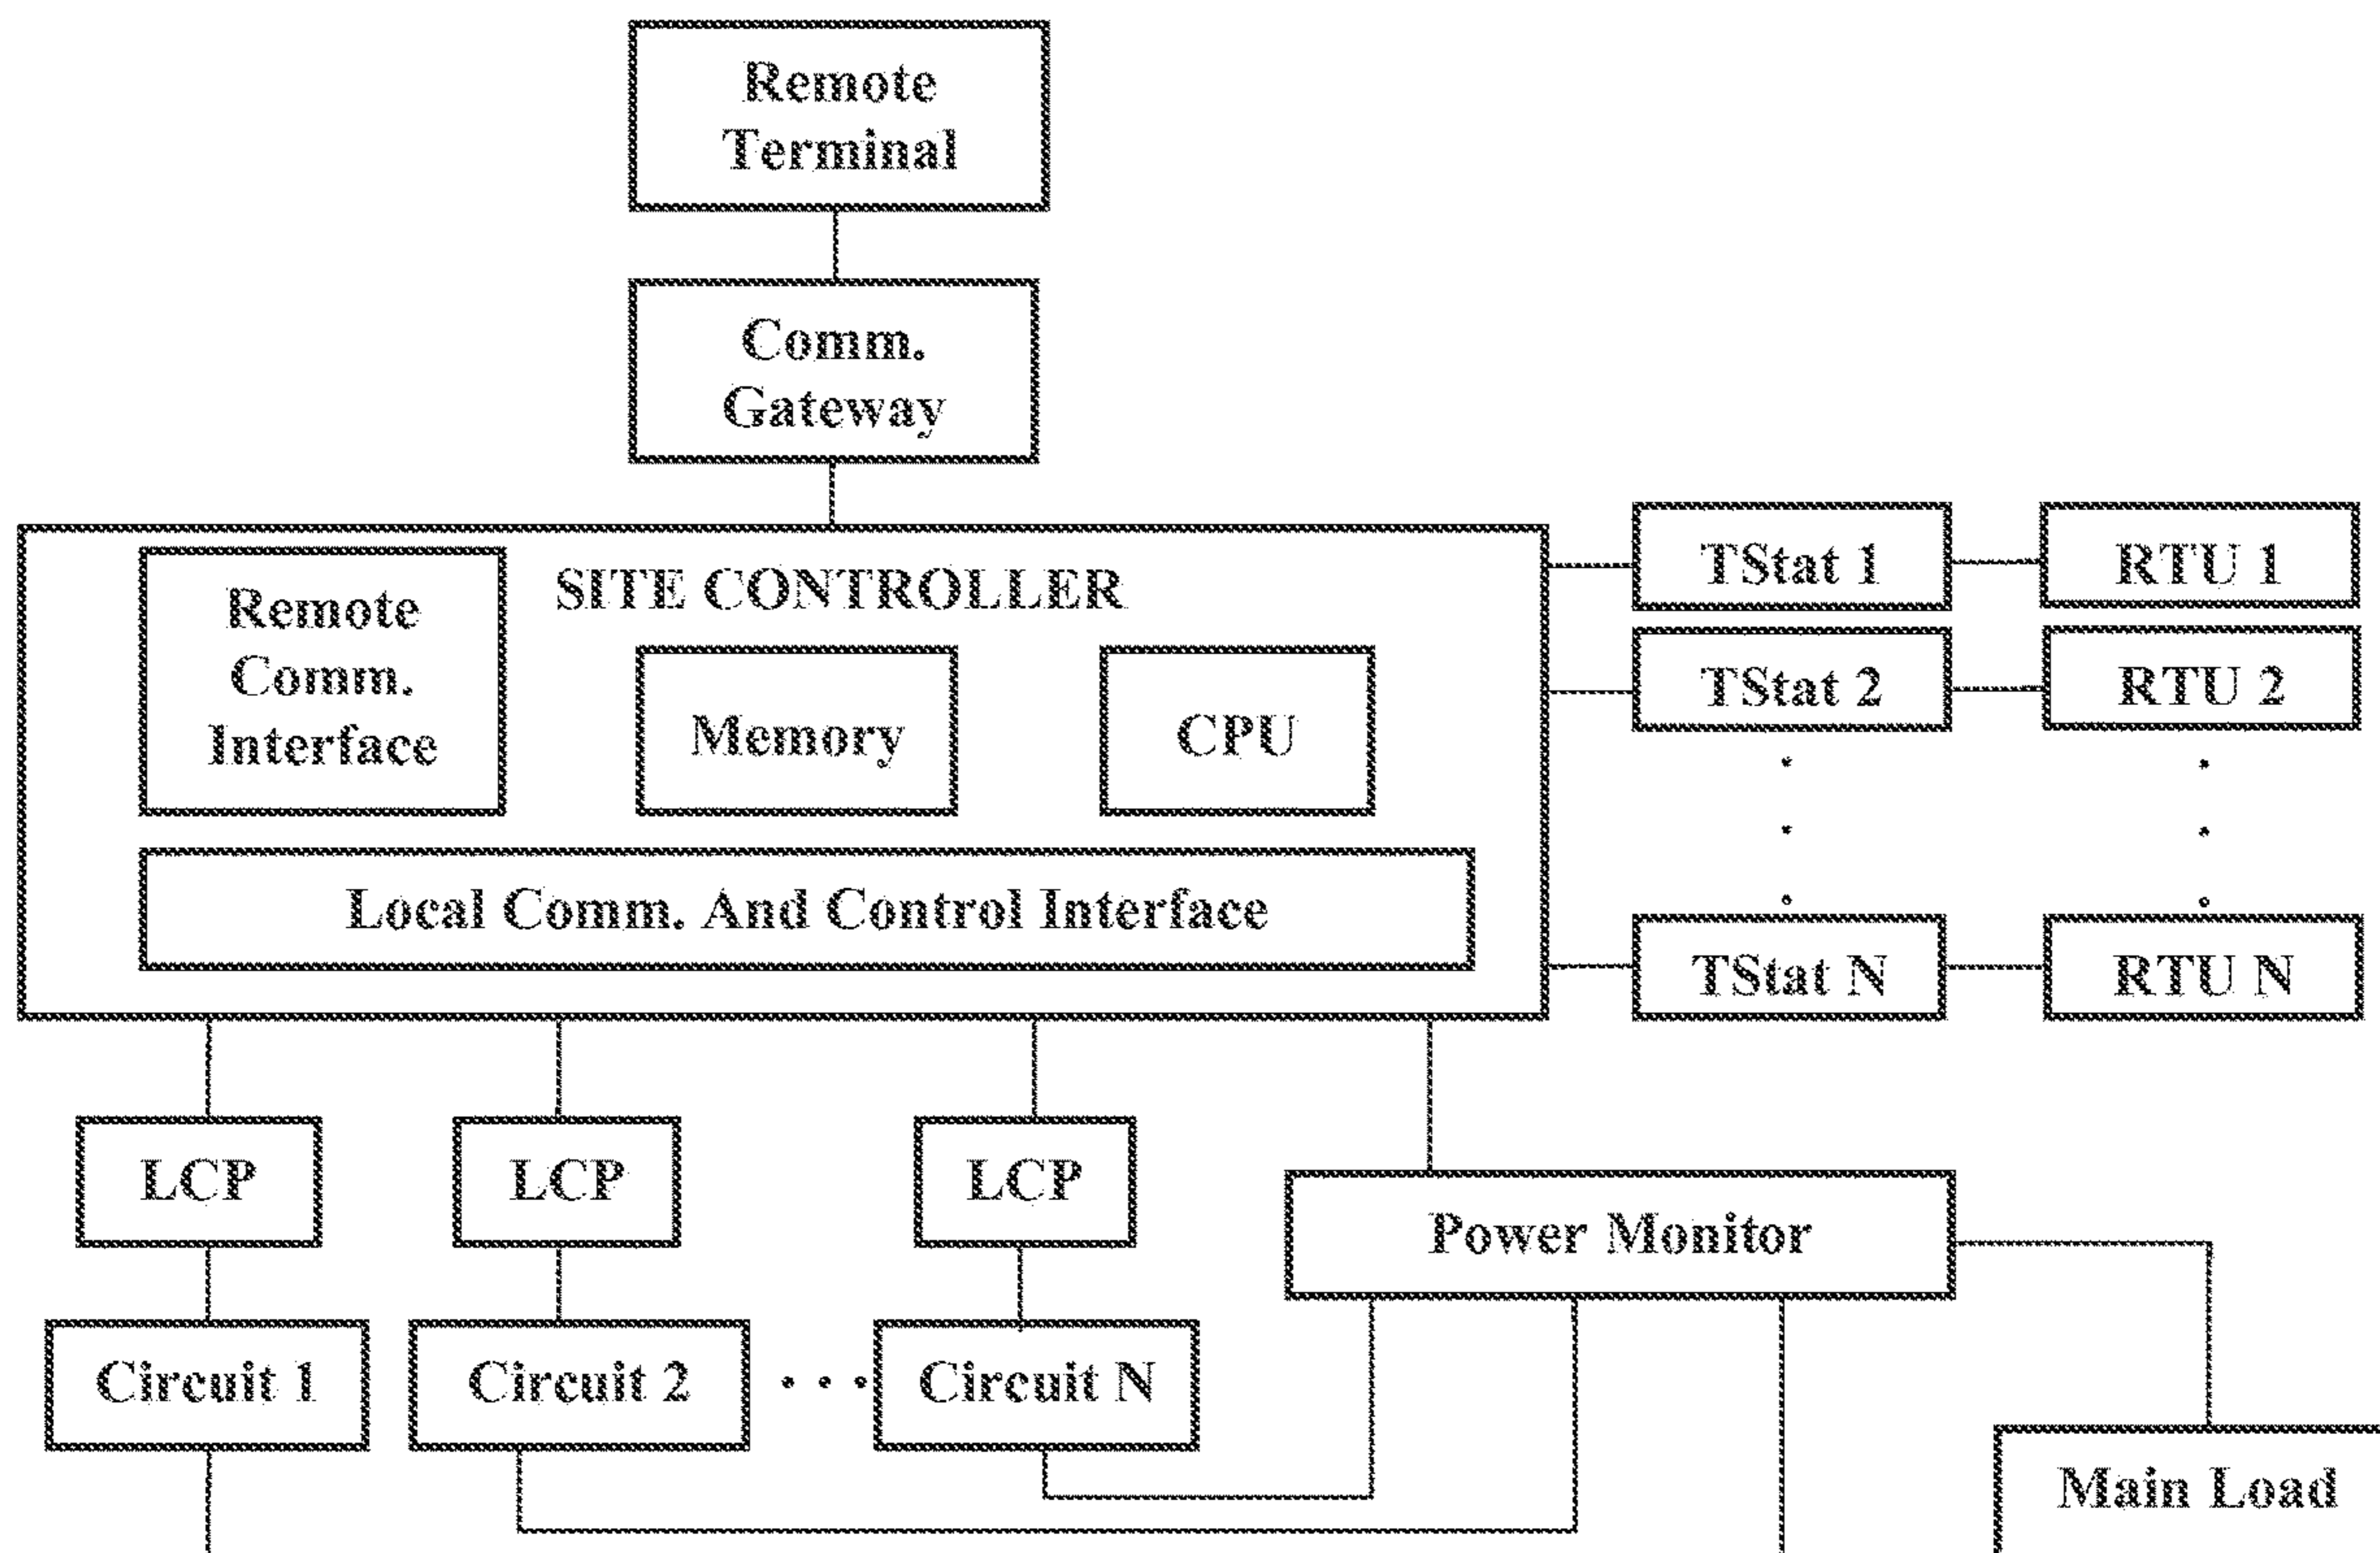 Remote
Terminal
Comm.
Gateway
SITE CONTROLLER
Remote
Comm.
Interface
Memory
CPU
Local Comm. And Control Interface
TStat 1
RTU 1
TStat 2
RTU 2
TStat N
RTU N
LCP
LCP
LCP
Power Monitor
Circuit 1
Circuit 2
Circuit N
Main Load